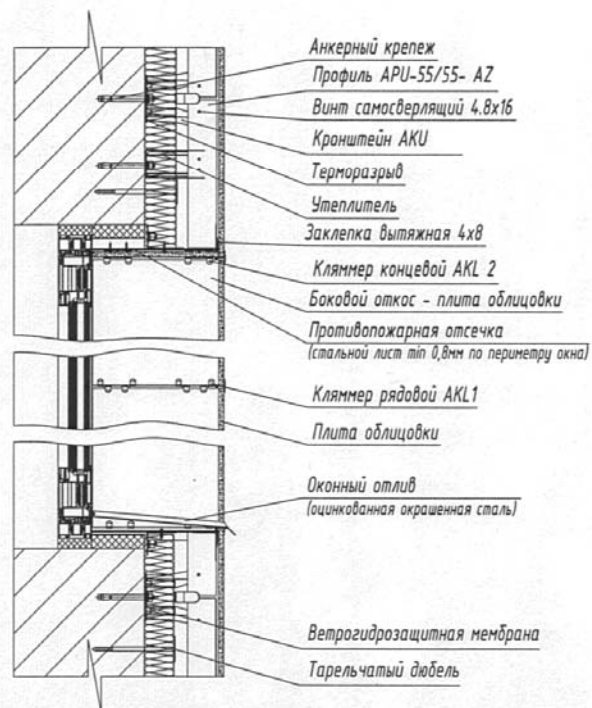 Анкерный крепеж
Профиль APU-55/55- AZ
Винт самосверлящий 4.8х16
Кронштейн AKU
Терморазрыв
Утеплитель
Заклепка вытяжная 4х8
Кляммер концевой AKL 2
Боковой откос - плита облицовки
Противопожарная отсечка
(стальной лист min 0,8мм по периметру окна)
Кляммер рядовой AKL1
Плита облицовки
Оконный отлив
(оцинкованная окрашенная сталь)
Ветрогидрозащитная мембрана
Тарельчатый дюбель